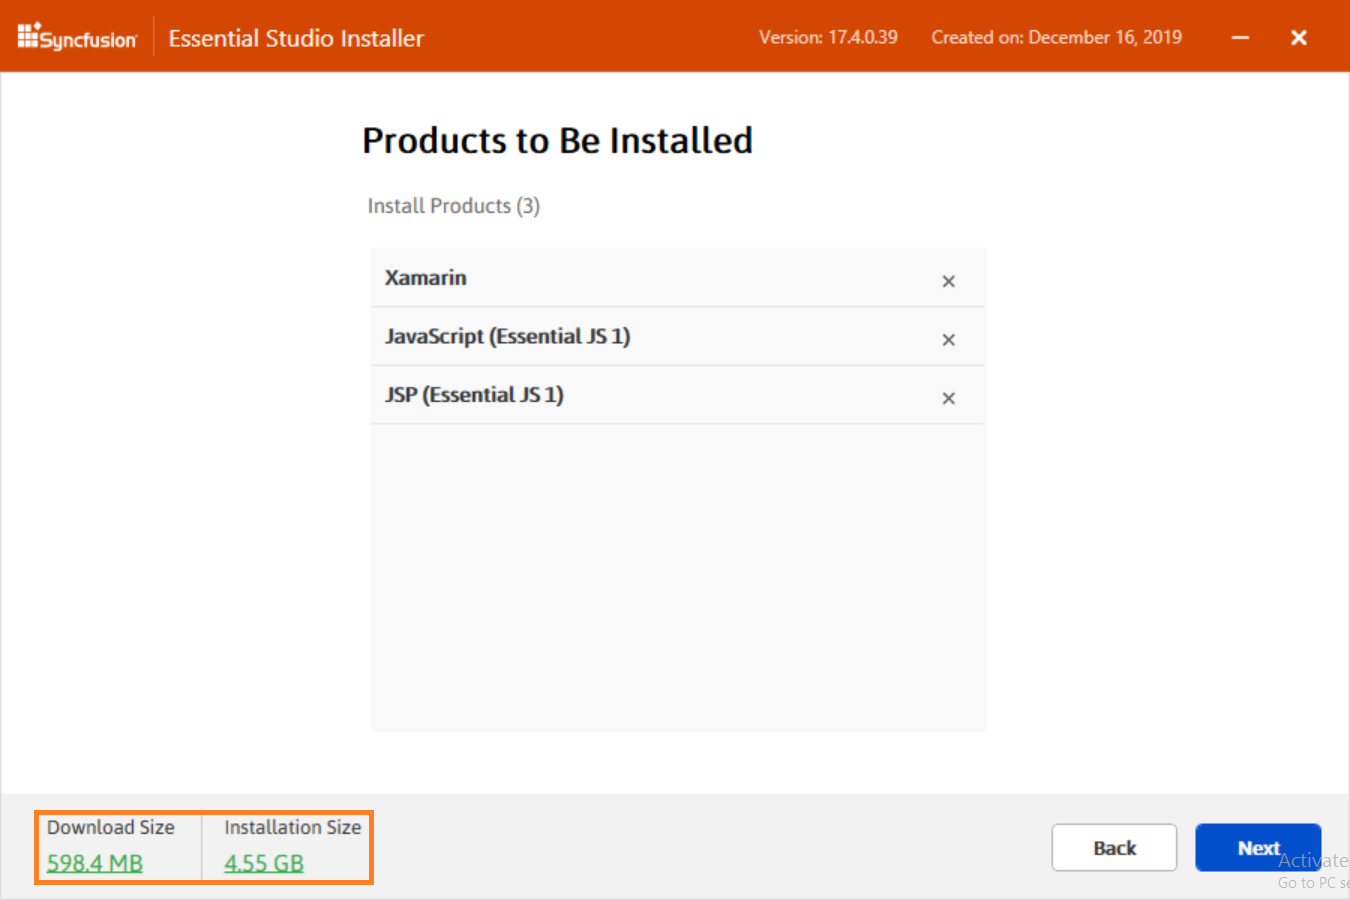 Syncfusion Essential Studio Installer Version: 17.4.0.39 Created on: December 16, 2019
Products to Be Installed
Install Products (3)
Xamarin
JavaScript (Essential JS 1)
JSP (Essential JS 1)
Download Size Installation Size
598.4 MB 4.55 GB
Back Next
Activate
Go to PC se